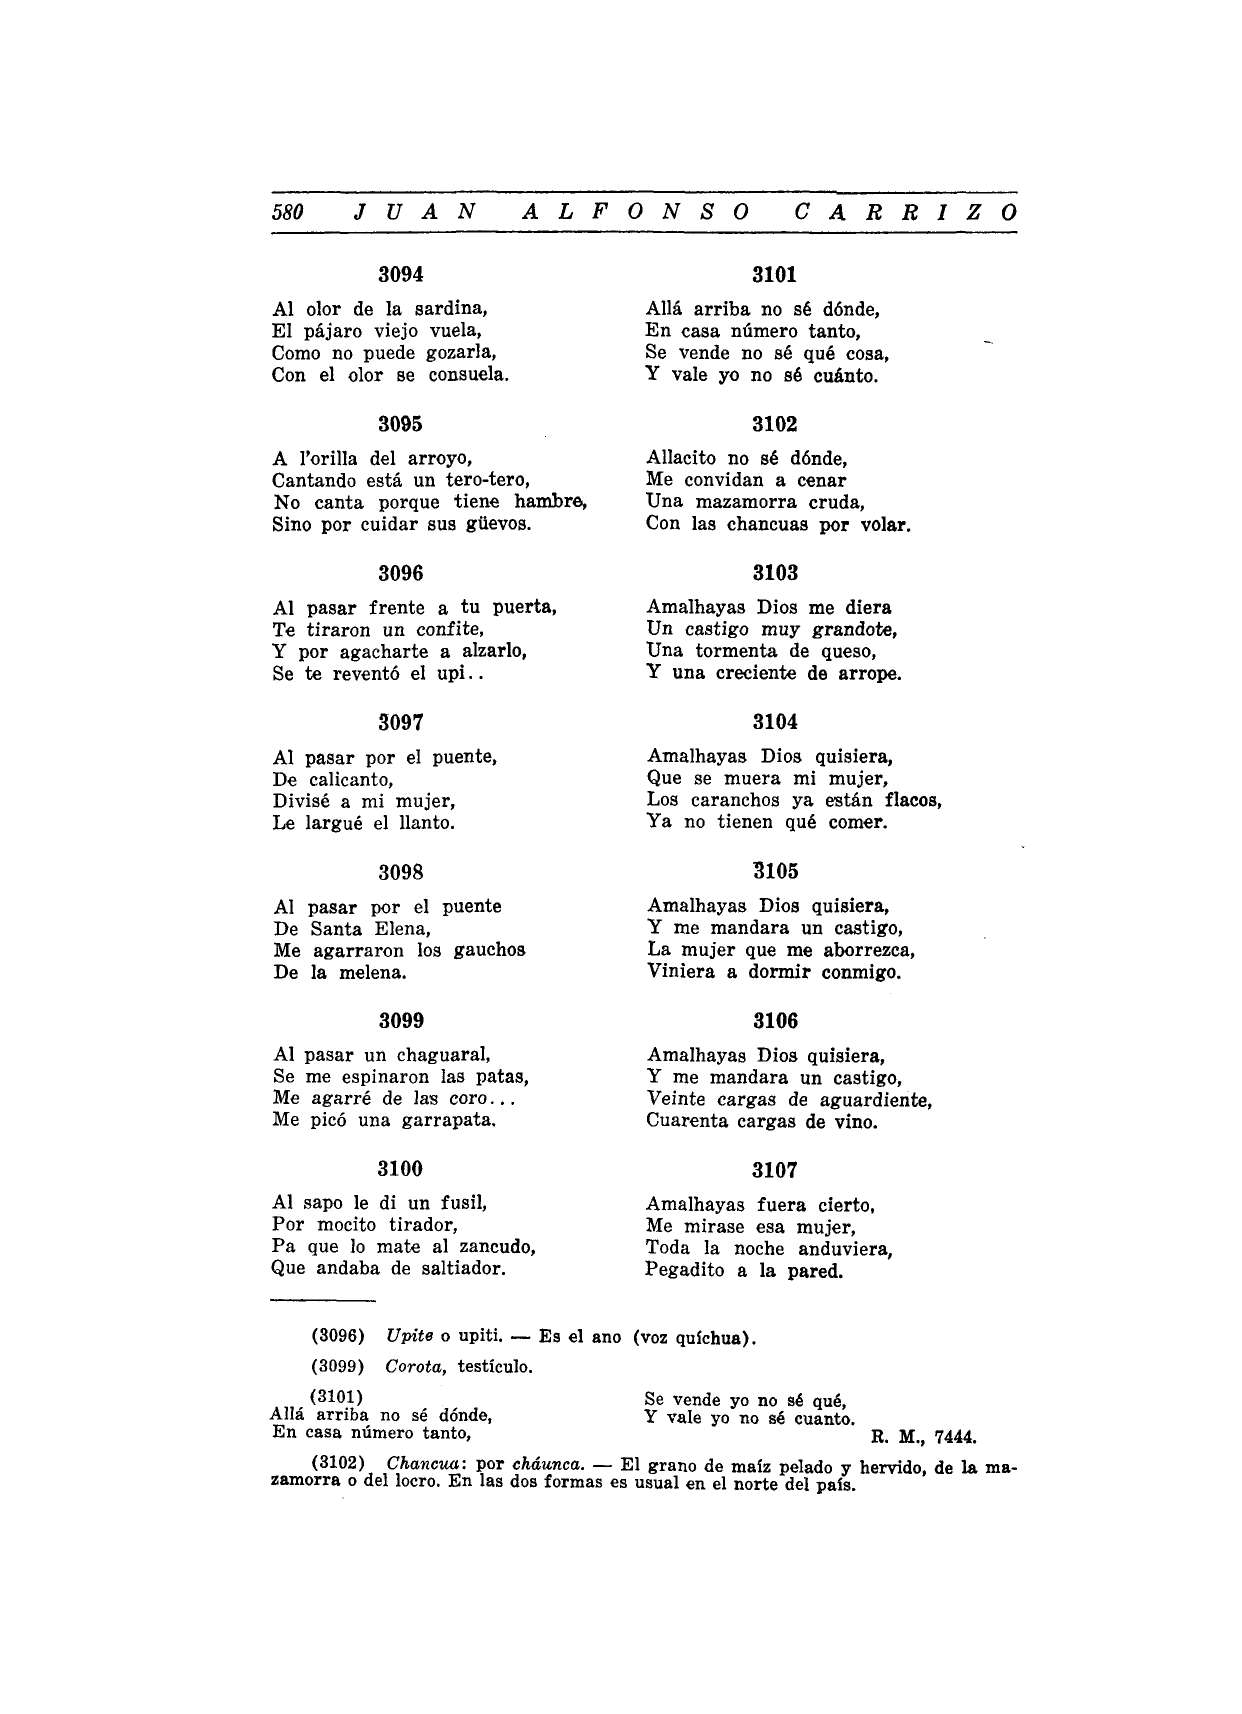 580 JUAN ALFONSO CARRIZO
3094
Al olor de la sardina,
El pájaro viejo vuela,
Como no puede gozarla,
Con el olor se consuela.
3095
A l'orilla del arroyo,
Cantando está un tero-tero,
No canta porque tiene hambre,
Sino por cuidar sus güevos.
3096
Al pasar frente a tu puerta,
Te tiraron un confite,
Y por agacharte a alzarlo,
Se te reventó el upi..
3097
Al pasar por el puente,
De calicanto,
Divisé a mi mujer,
Le largué el llanto.
3098
Al pasar por el puente
De Santa Elena,
Me agarraron los gauchos
De la melena.
3099
Al pasar un chaguaral,
Se me espinaron las patas,
Me agarré de las coro...
Me picó una garrapata.
3100
Al sapo le di un fusil,
Por mocito tirador,
Pa que lo mate al zancudo,
Que andaba de saltiador.
3101
Allá arriba no sé dónde,
En casa número tanto,
Se vende no sé qué cosa,
Y vale yo no sé cuánto.
3102
Allacito no sé dónde,
Me convidan a cenar
Una mazamorra cruda,
Con las chancuas por volar.
3103
Amalhayas Dios me diera
Un castigo muy grandote,
Una tormenta de queso,
Y una creciente de arrope.
3104
Amalhayas Dios quisiera,
Que se muera mi mujer,
Los caranchos ya están flacos,
Ya no tienen qué comer.
3105
Amalhayas Dios quisiera,
Y me mandara un castigo,
La mujer que me aborrezca,
Viniera a dormir conmigo.
3106
Amalhayas Dios quisiera,
Y me mandara un castigo,
Veinte cargas de aguardiente,
Cuarenta cargas de vino.
3107
Amalhayas fuera cierto,
Me mirase esa mujer,
Toda la noche anduviera,
Pegadito a la pared.
(3096) Upite o upiti. — Es el ano (voz quíchua).
(3099) Corota, testículo.
(3101)
Allá arriba no sé dónde,
En casa número tanto,
Se vende yo no sé qué,
Y vale yo no sé cuanto.
R. M., 7444.
(3102) Chancua: por cháunca. — El grano de maíz pelado y hervido, de la ma-
zamorra o del locro. En las dos formas es usual en el norte del país.